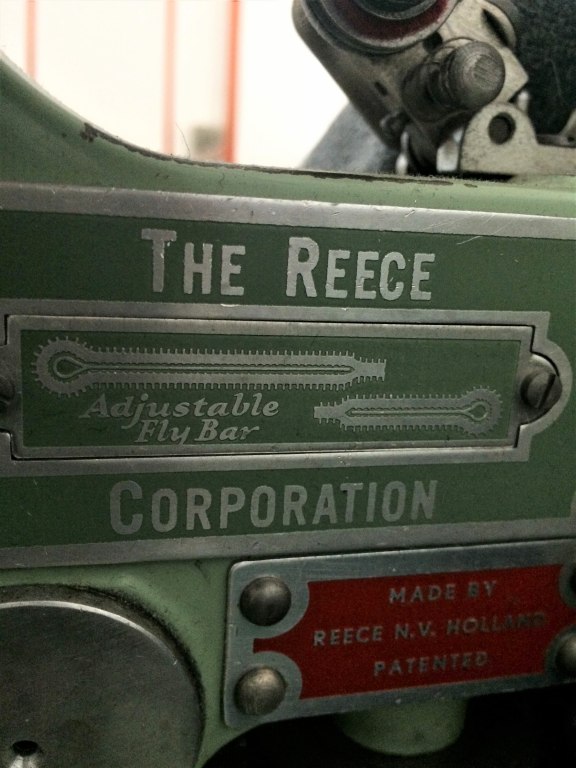 THE REECE
Adjustable
Fly Bar
CORPORATION
MADE BY
REECE N.V. HOLLAND
PATENTED